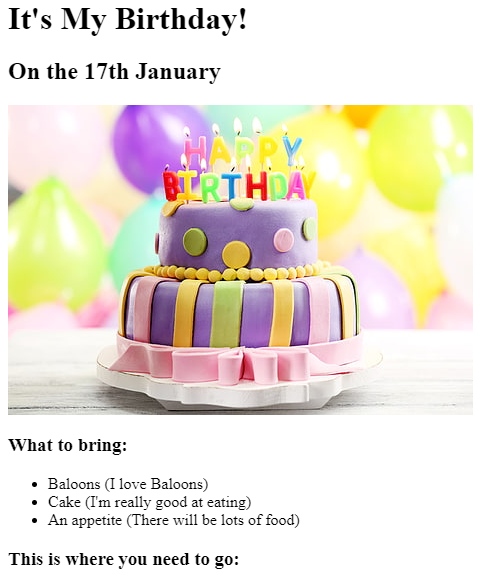 It's My Birthday!
On the 17th January
HAPPY
BIRTHDAY
What to bring:
Baloons (I love Baloons)
Cake (I'm really good at eating)
An appetite (There will be lots of food)
This is where you need to go: